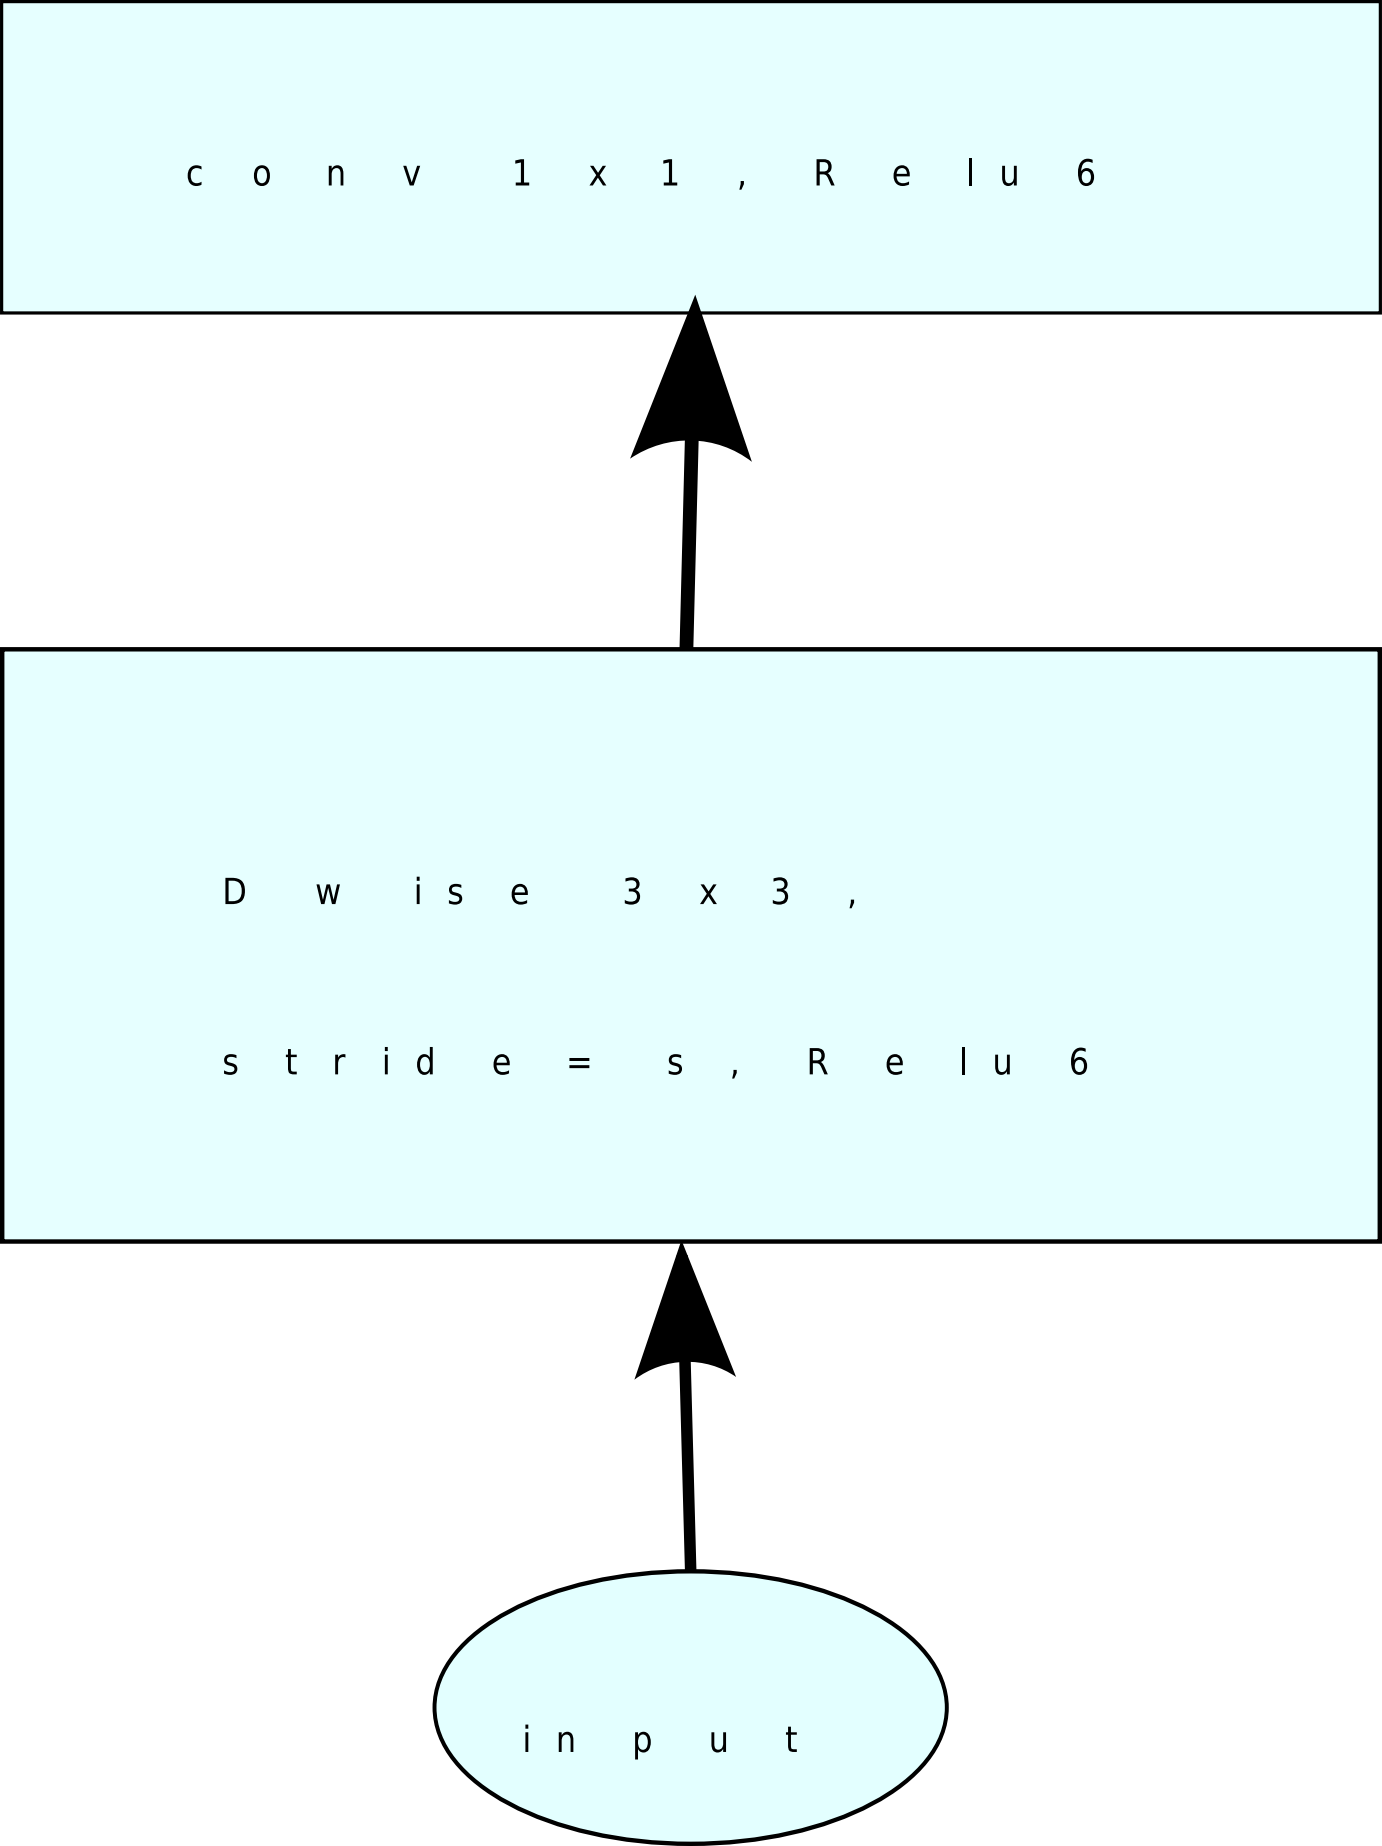 conv 1x1, Relu6
Dwise 3x3,
stride=s, Relu6
input